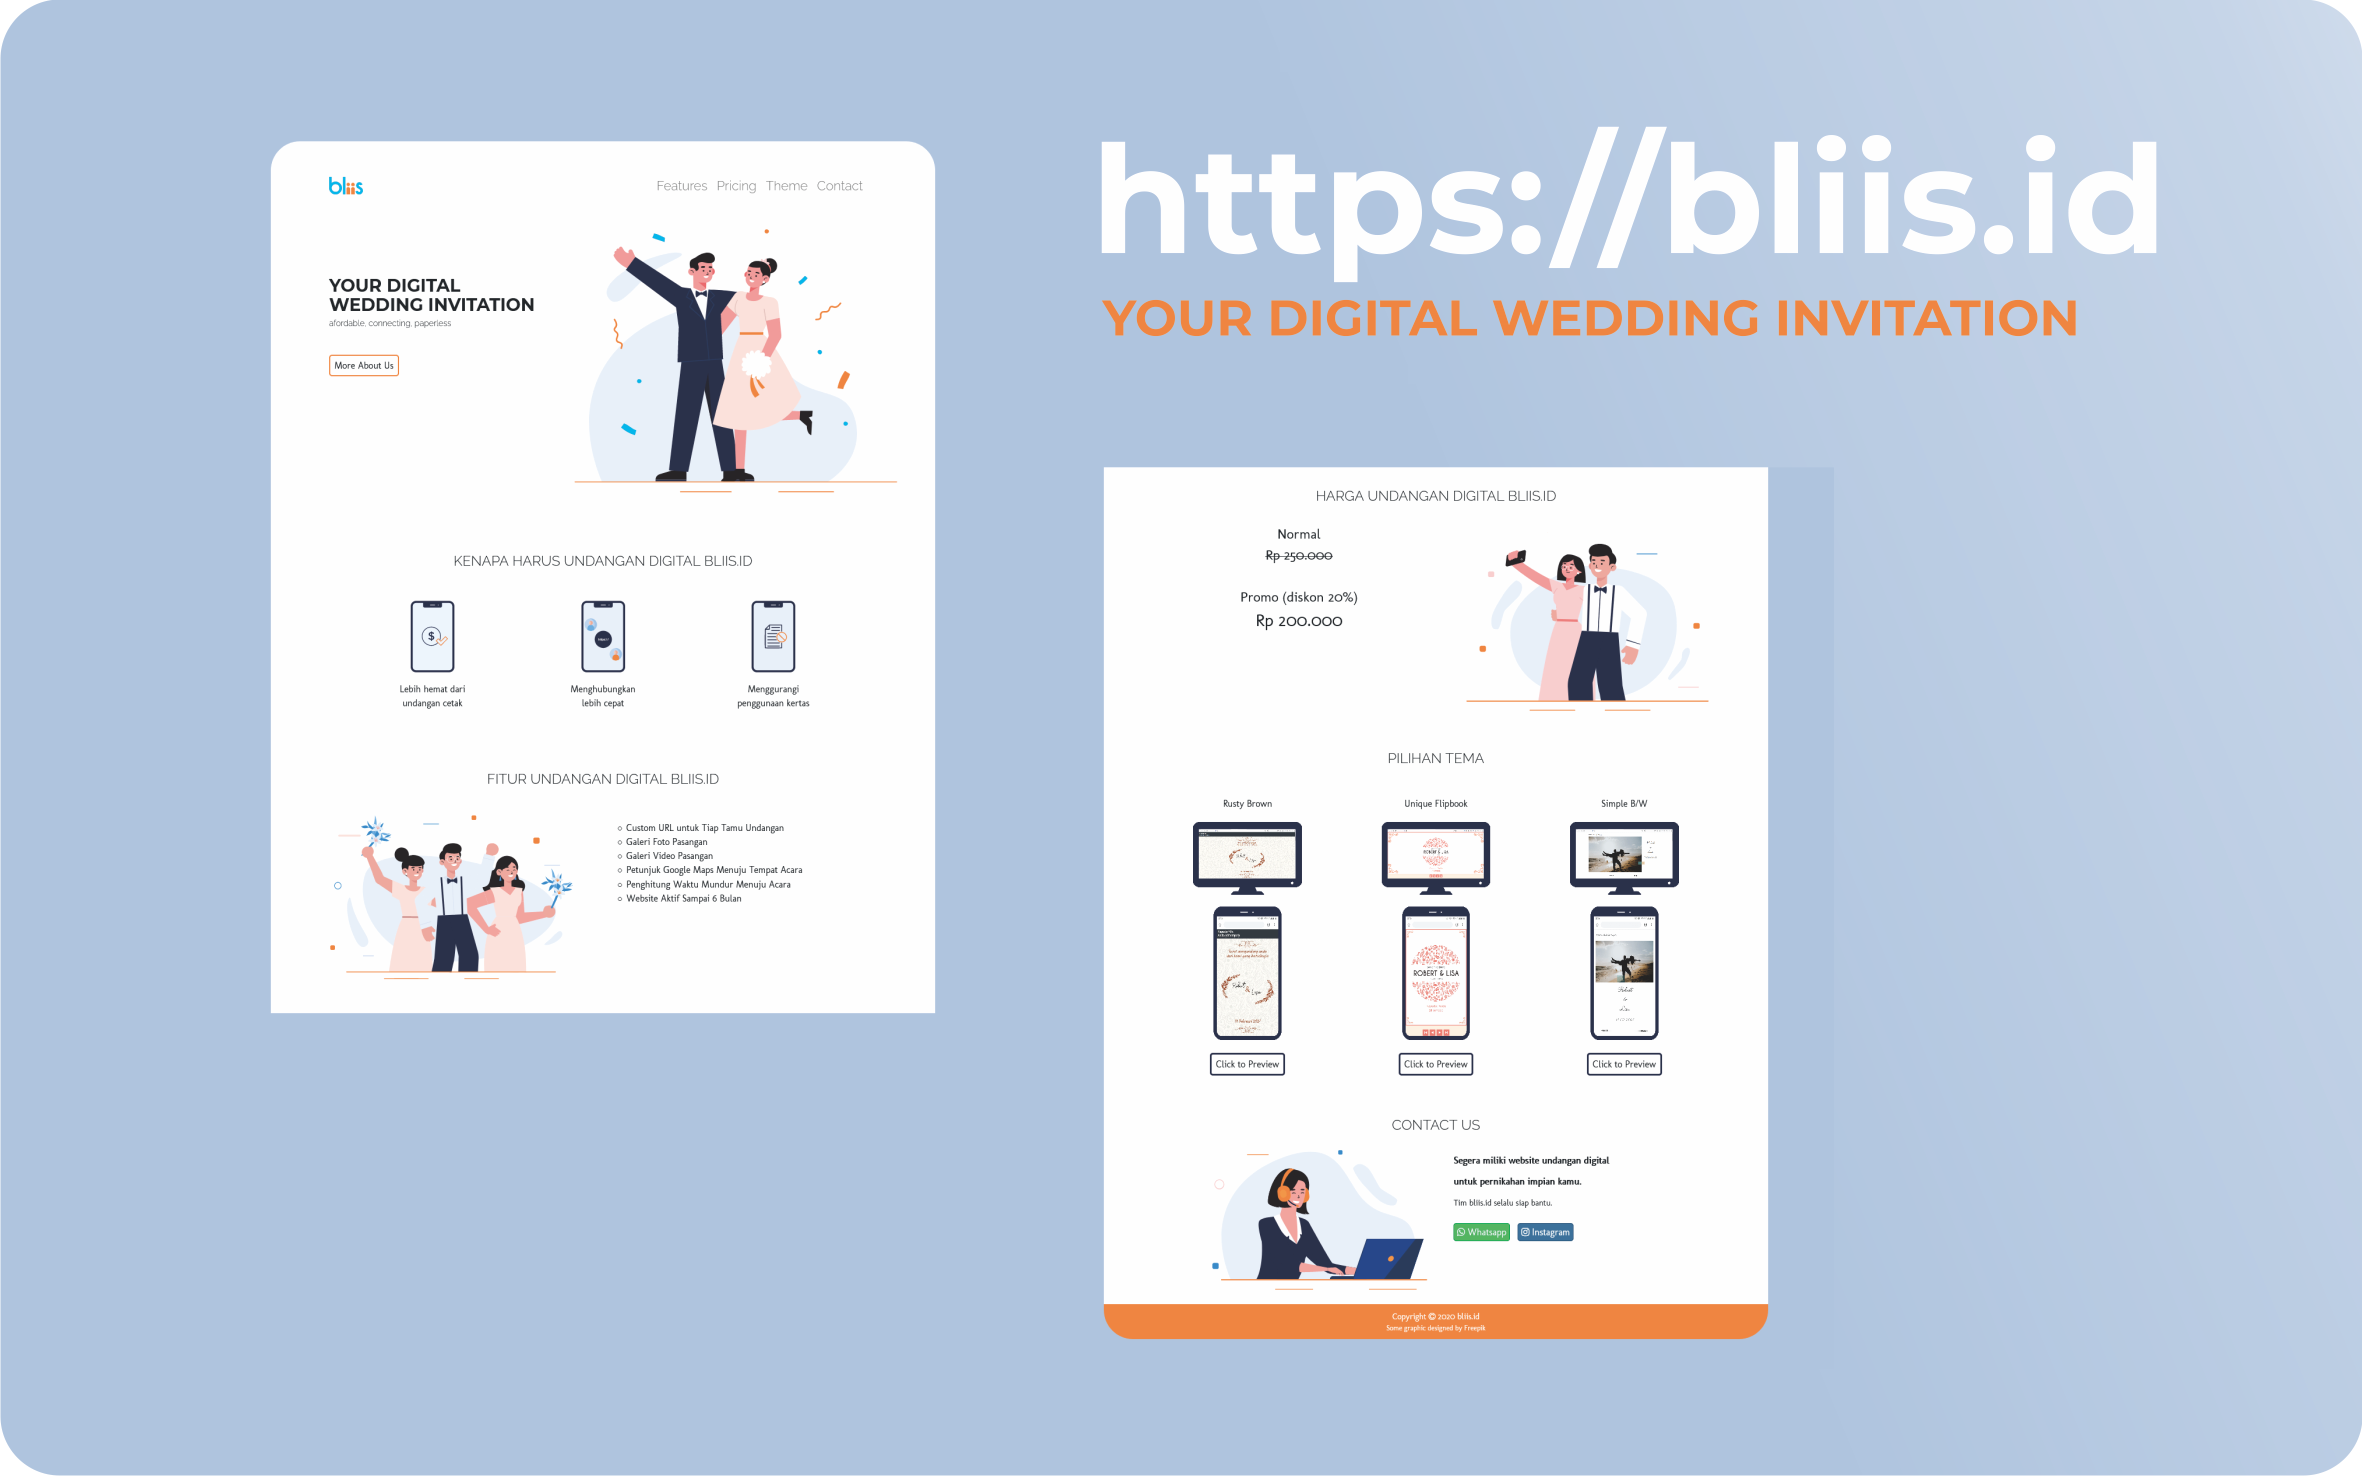 bliis
Features Pricing Theme Contact
YOUR DIGITAL
WEDDING INVITATION
afordable, connecting, paperless
More About Us
KENAPA HARUS UNDANGAN DIGITAL BLIIS.ID
Lebih hemat dari
undangan cetak
Menghubungkan
lebih cepat
Menggurangi
penggunaan kertas
FITUR UNDANGAN DIGITAL BLIIS.ID
Custom URL untuk Tiap Tamu Undangan
Galeri Foto Pasangan
Galeri Video Pasangan
Petunjuk Google Maps Menuju Tempat Acara
Penghitung Waktu Mundur Menuju Acara
Website Aktif Sampai 6 Bulan
https://bliis.id
YOUR DIGITAL WEDDING INVITATION
HARGA UNDANGAN DIGITAL BLIIS.ID
Normal
Rp 250.000
Promo (diskon 20%)
Rp 200.000
PILIHAN TEMA
Rusty Brown
Unique Flipbook
Simple B/W
ROBERT & LISA
ROBERT & LISA
Click to Preview
Click to Preview
Click to Preview
CONTACT US
Segera miliki website undangan digital
untuk pernikahan impian kamu.
Tim bliis.id selalu siap bantu.
Whatsapp
Instagram
Copyright © 2020 bliis.id
Some graphic designed by Freepik